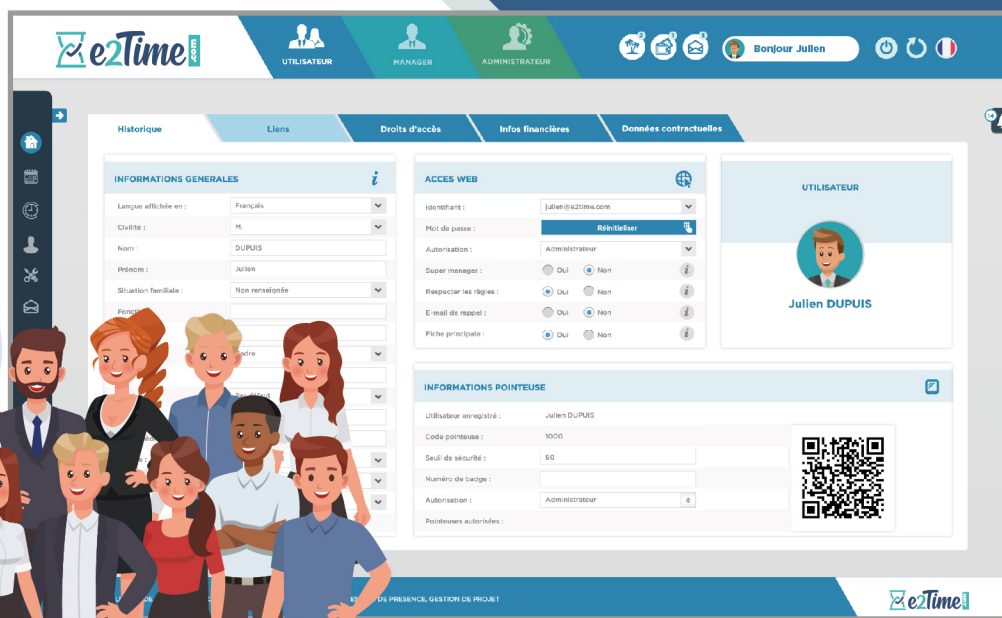 e2Time.com
UTILISATEUR
MANAGER
ADMINISTRATEUR
Bonjour Julien
Historique
Liens
Droits d'accès
Infos financières
Données contractuelles
INFORMATIONS GENERALES
Langue affichée en :
Français
Civilité :
M.
Nom :
DUPUIS
Prénom :
Julien
Situation familiale :
Non renseignée
ACCES WEB
Identifiant :
julien@e2time.com
Mot de passe :
Réinitialiser
Autorisation :
Administrateur
Super manager :
Oui
Non
Respecter les règles :
Oui
Non
E-mail de rappel :
Oui
Non
Fiche principale :
Oui
Non
UTILISATEUR
Julien DUPUIS
INFORMATIONS POINTEUSE
Utilisateur enregistré :
Julien DUPUIS
Code pointeuse :
1000
Seuil de sécurité :
50
Numéro de badge :
Autorisation :
Administrateur
Pointeuses autorisées :
DE PRESENCE, GESTION DE PROJET
e2Time.com